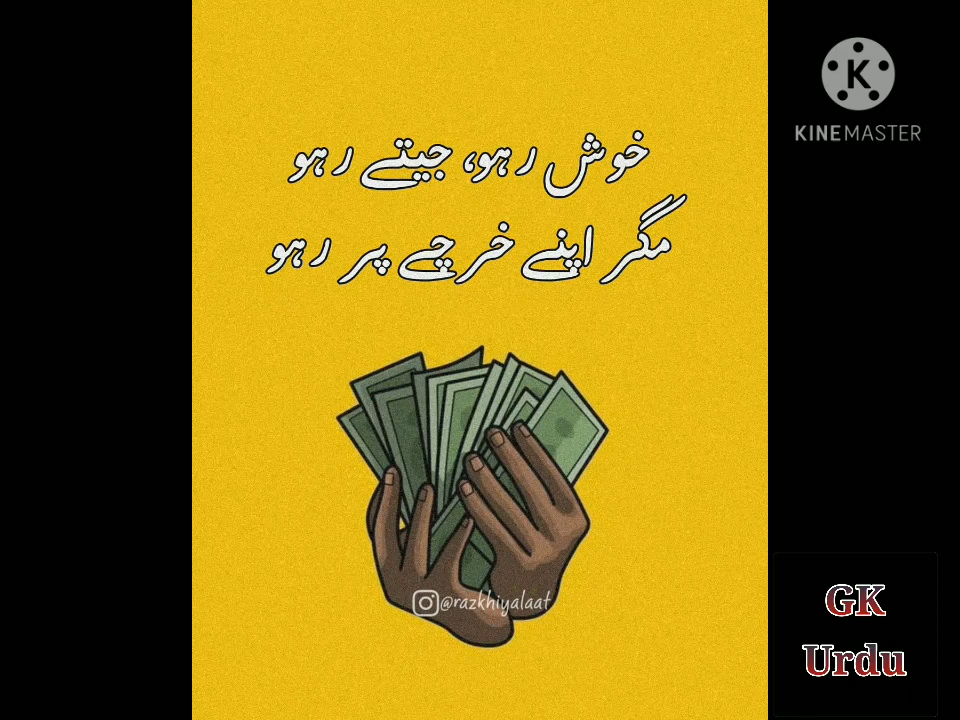 خوش رہو، جیتے رہو
مگر اپنے خرچے پر رہو
@razkhiyalaat
K
KINEMASTER
GK
Urdu